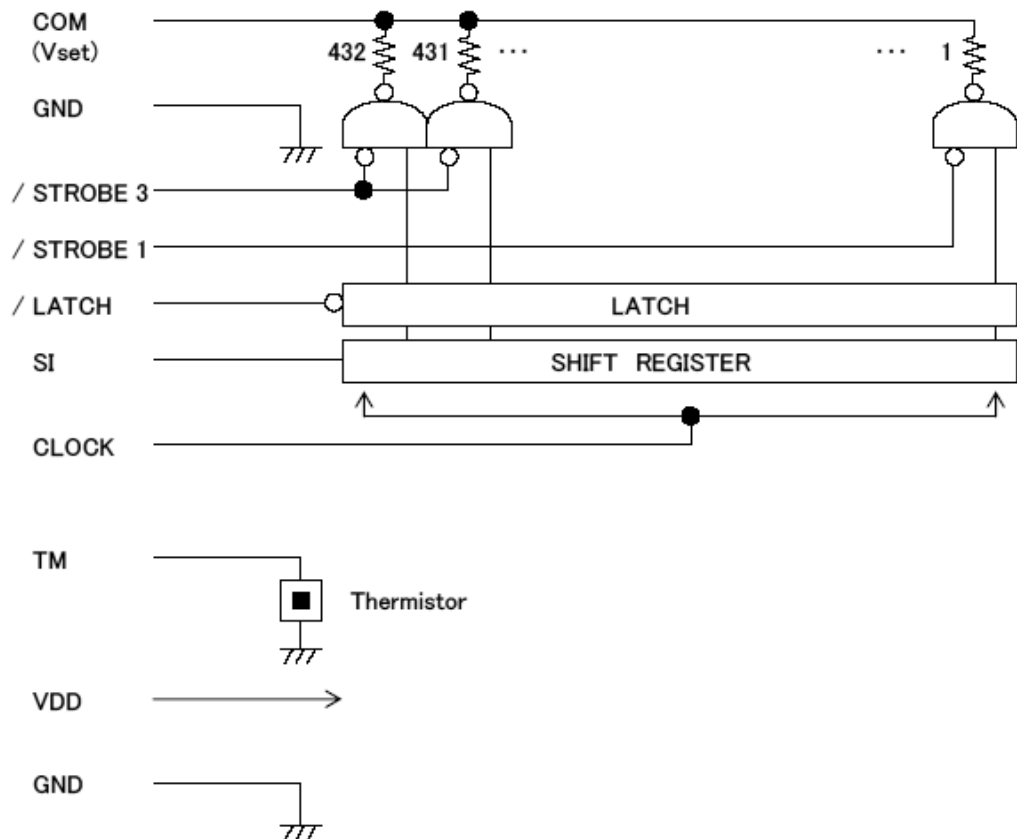 COM
(Vset)
432 431 ··· ··· 1
GND
/ STROBE 3
/ STROBE 1
/ LATCH
LATCH
SI
SHIFT REGISTER
CLOCK
TM
Thermistor
VDD
GND